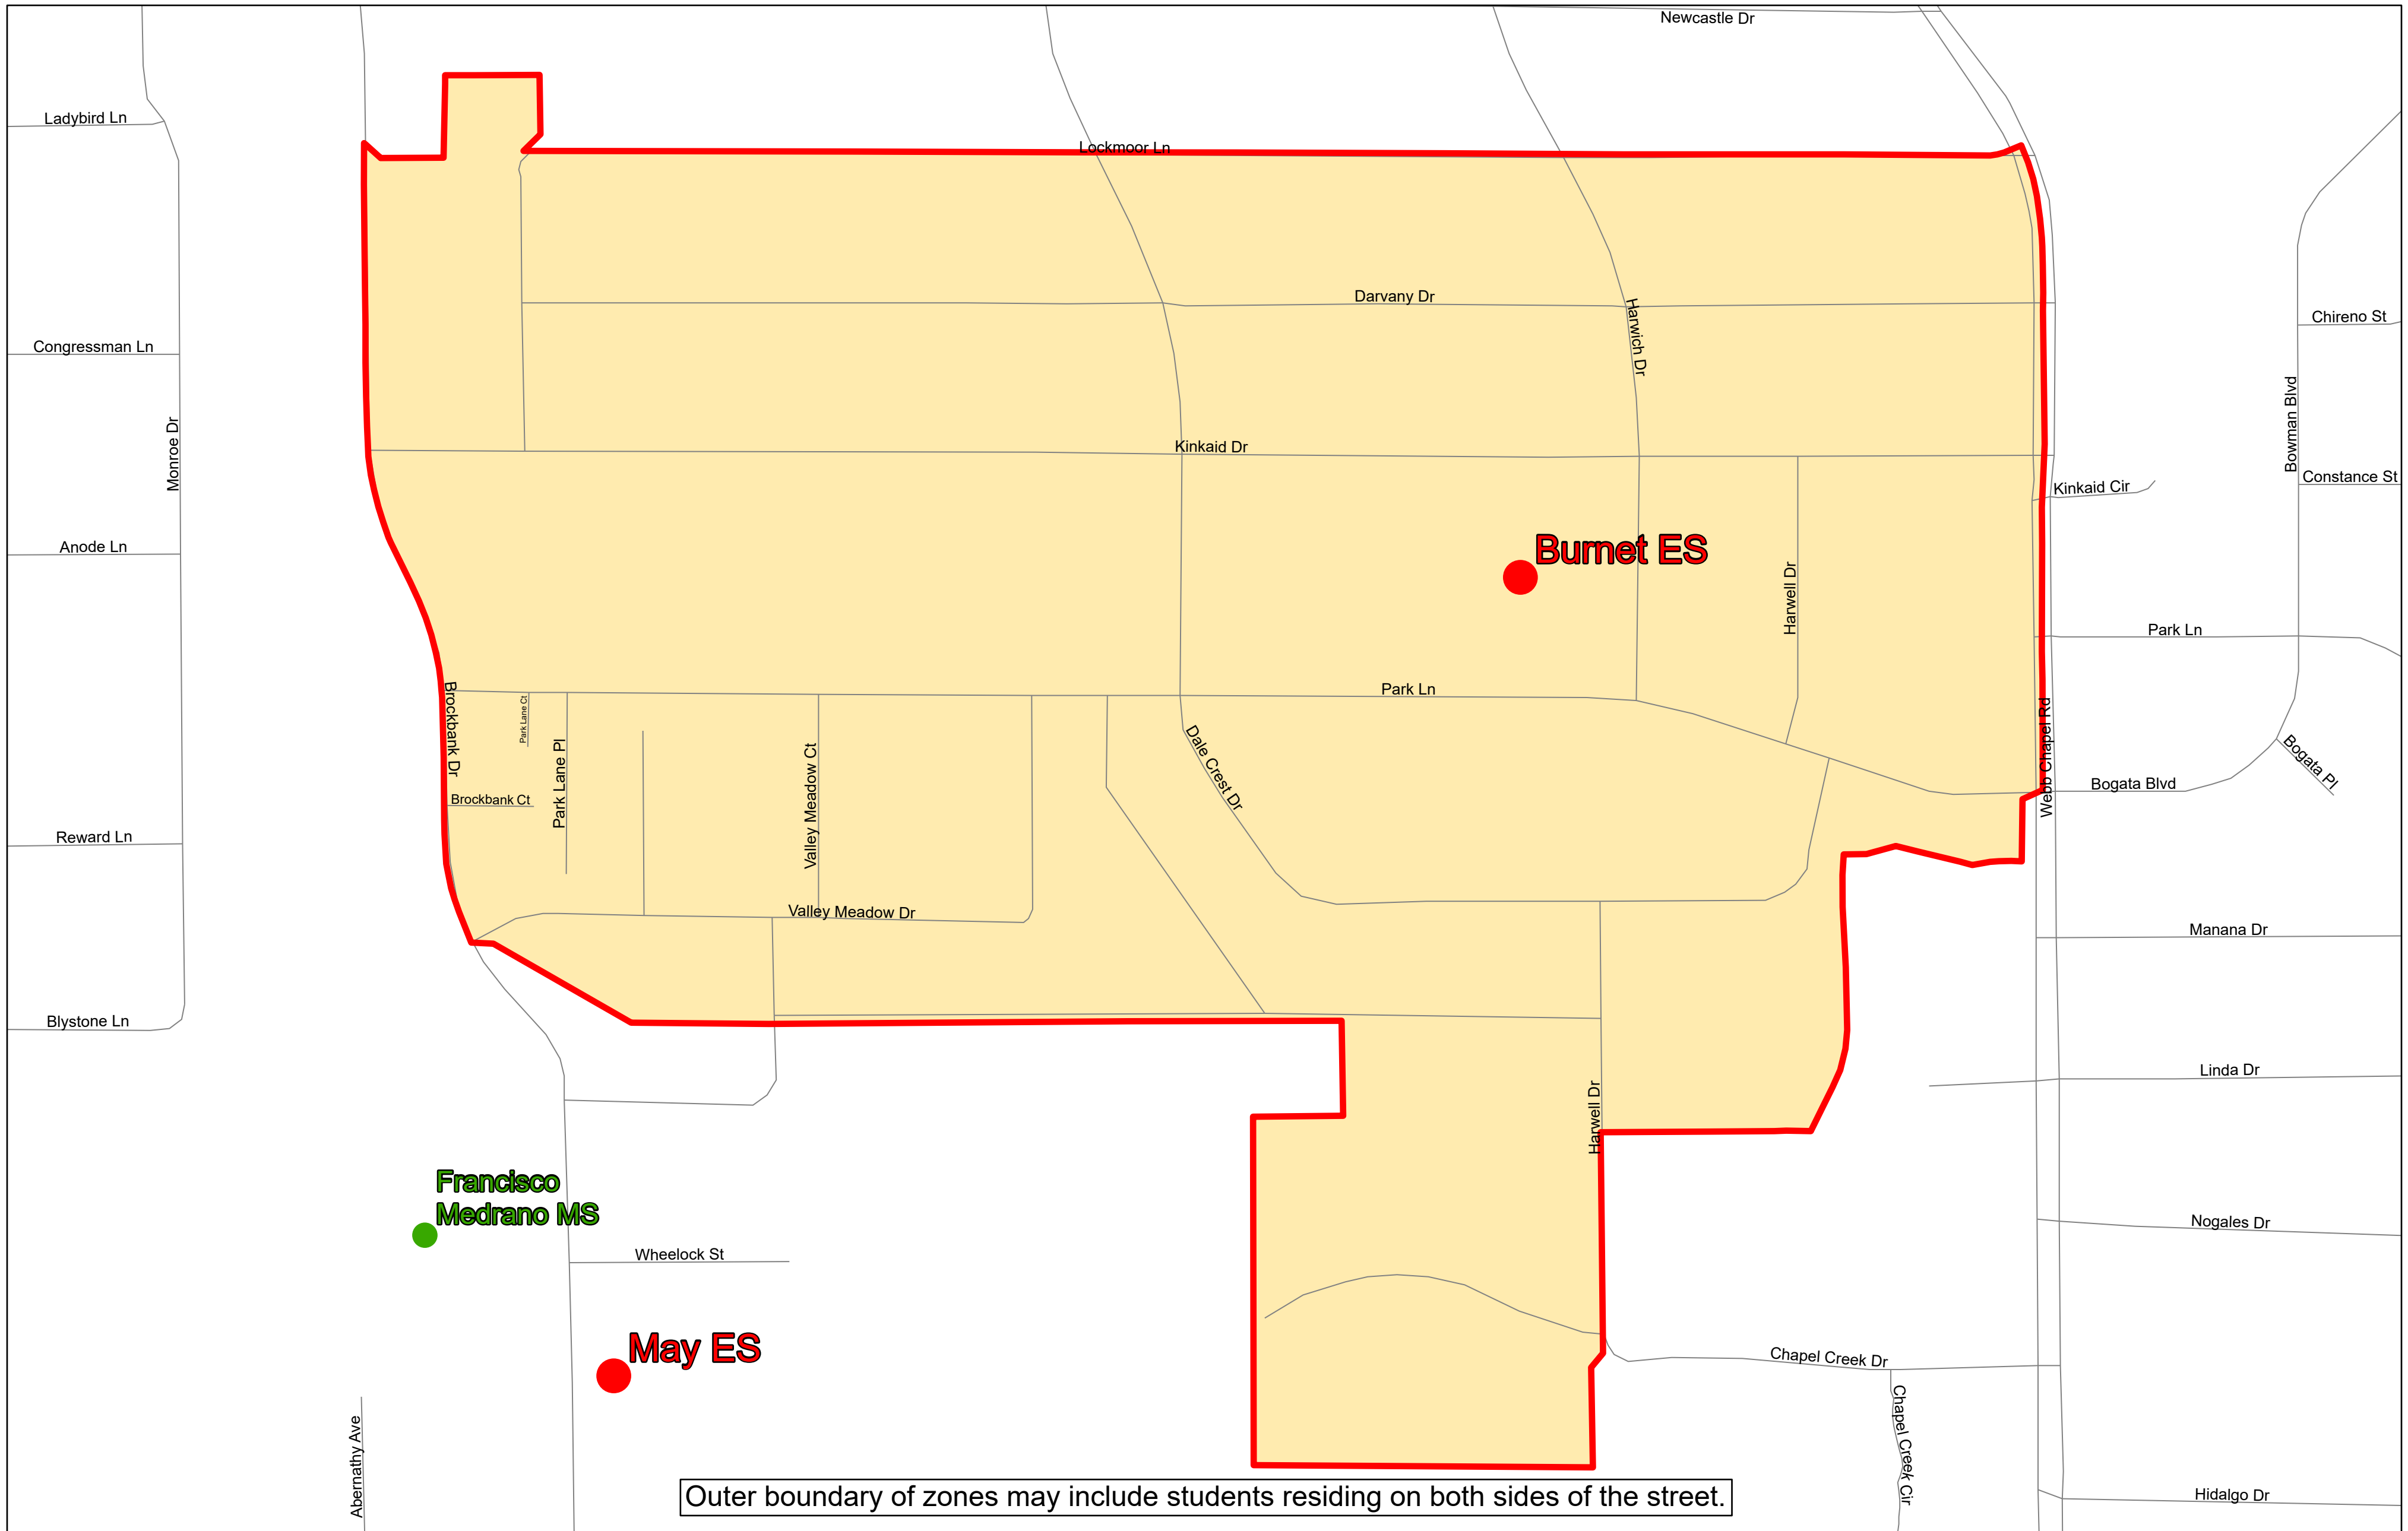 Newcastle Dr
Ladybird Ln
Lockmoor Ln
Darvany Dr
Harwich Dr
Chireno St
Congressman Ln
Monroe Dr
Kinkaid Dr
Bowman Blvd
Constance St
Kinkaid Cir
Anode Ln
Burnet ES
Harwell Dr
Park Ln
Park Ln
Brockbank Dr
Park Lane Ct
Park Lane Pl
Valley Meadow Ct
Dale Crest Dr
Webb Chapel Rd
Bogata Pl
Bogata Blvd
Brockbank Ct
Reward Ln
Valley Meadow Dr
Manana Dr
Blystone Ln
Linda Dr
Harwell Dr
Francisco
Medrano MS
Nogales Dr
Wheelock St
May ES
Chapel Creek Dr
Chapel Creek Cir
Abernathy Ave
Hidalgo Dr
Outer boundary of zones may include students residing on both sides of the street.